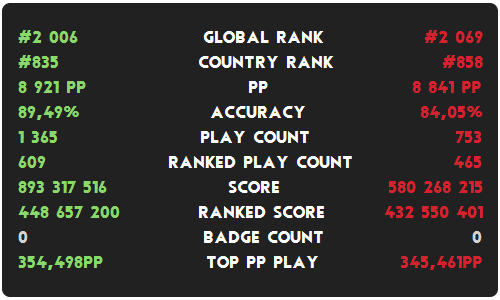 #2 006 GLOBAL RANK #2 069
#835 COUNTRY RANK #858
8 921 PP PP 8 841 PP
89,49% ACCURACY 84,05%
1 365 PLAY COUNT 753
609 RANKED PLAY COUNT 465
893 317 516 SCORE 580 268 215
448 657 200 RANKED SCORE 432 550 401
0 BADGE COUNT 0
354,498PP TOP PP PLAY 345,461PP